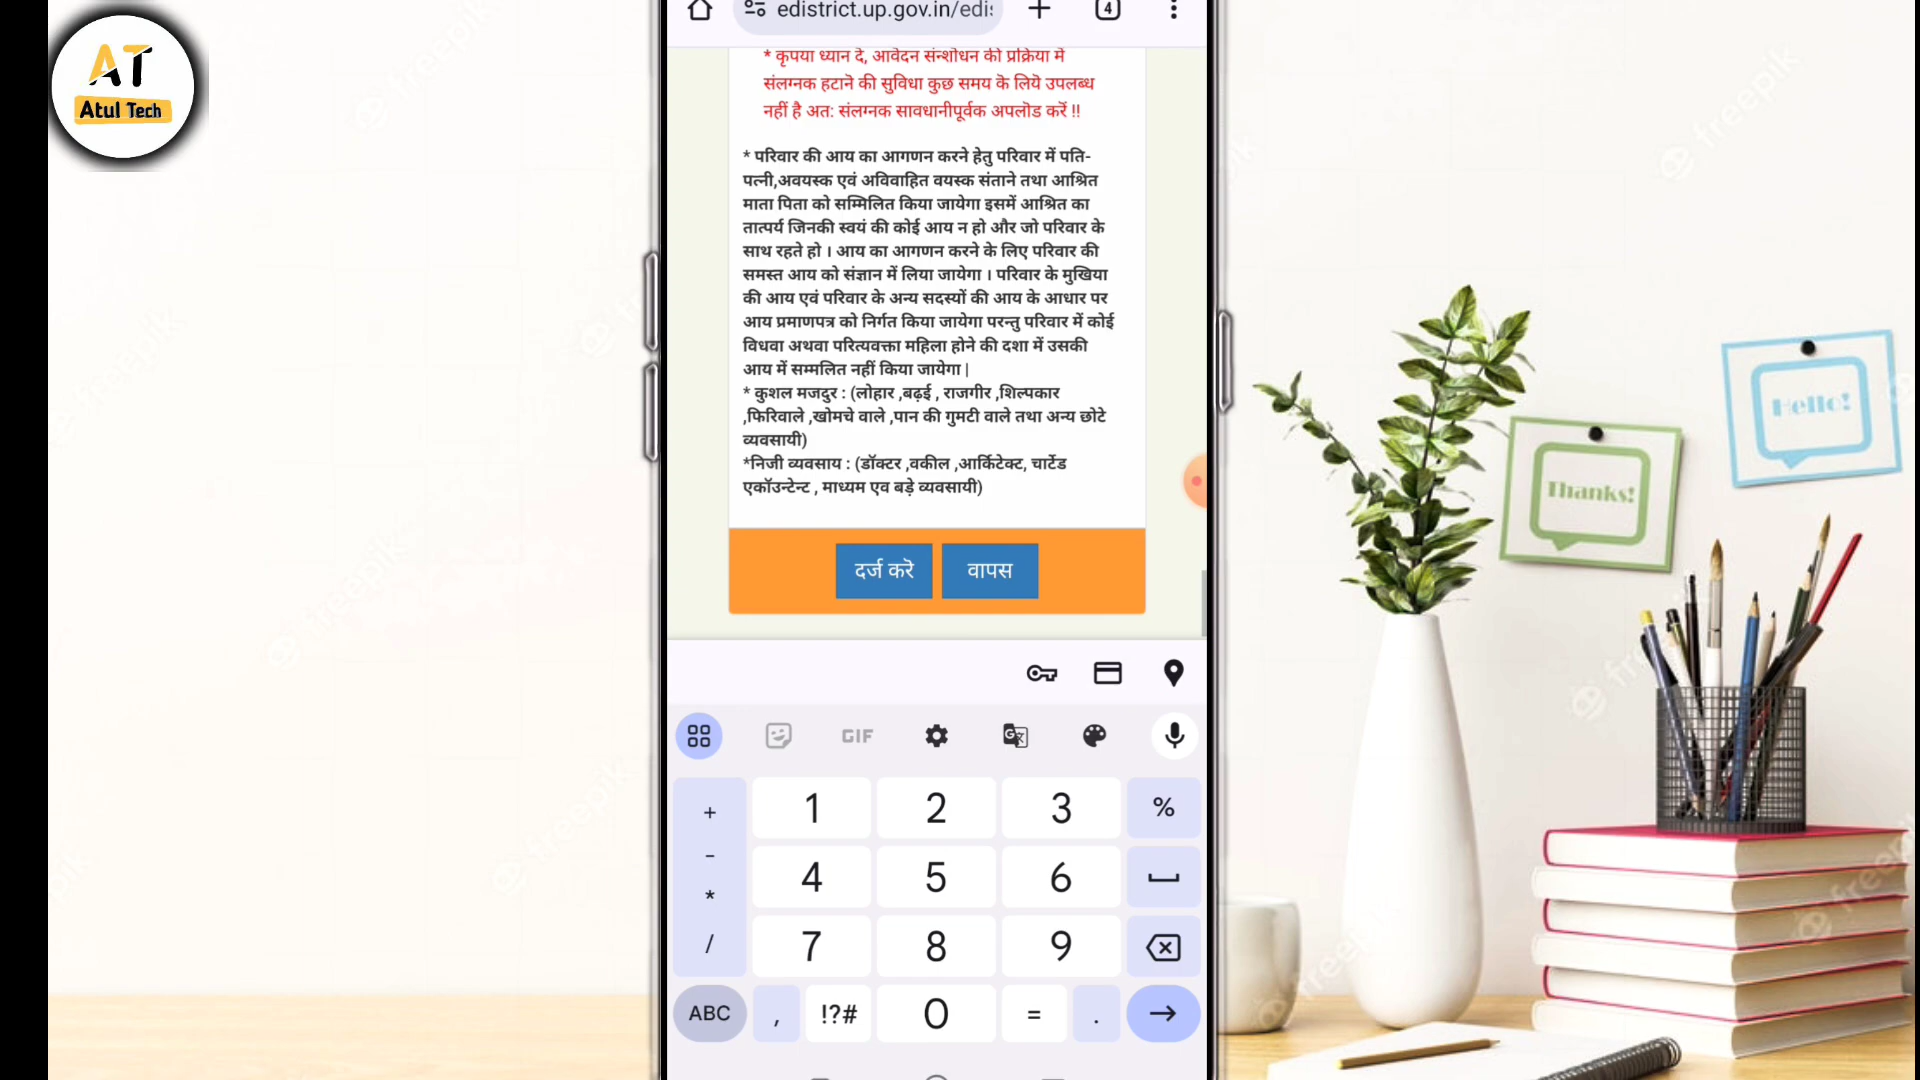 AT
Atul Tech
edistrict.up.gov.in/edi
4
* कृपया ध्यान दें, आवेदन संन्शोधन की प्रक्रिया में
संलग्नक हटाने की सुविधा कुछ समय के लिये उपलब्ध
नहीं है अत: संलग्नक सावधानीपूर्वक अपलोड करें !!
* परिवार की आय का आगणन करने हेतु परिवार में पति-
पत्नी,अवयस्क एवं अविवाहित वयस्क संताने तथा आश्रित
माता पिता को सम्मिलित किया जायेगा इसमें आश्रित का
तात्पर्य जिनकी स्वयं की कोई आय न हो और जो परिवार के
साथ रहते हो । आय का आगणन करने के लिए परिवार की
समस्त आय को संज्ञान में लिया जायेगा । परिवार के मुखिया
की आय एवं परिवार के अन्य सदस्यों की आय के आधार पर
आय प्रमाणपत्र को निर्गत किया जायेगा परन्तु परिवार में कोई
विधवा अथवा परित्यवक्ता महिला होने की दशा में उसकी
आय में सम्मलित नहीं किया जायेगा |
* कुशल मजदुर : (लोहार ,बढ़ई , राजगीर ,शिल्पकार
,फिरिवाले ,खोमचे वाले ,पान की गुमटी वाले तथा अन्य छोटे
व्यवसायी)
*निजी व्यवसाय : (डॉक्टर ,वकील ,आर्किटेक्ट, चार्टेड
एकॉउन्टेन्ट , माध्यम एव बड़े व्यवसायी)
दर्ज करें वापस
GIF
+ 1 2 3 %
- 4 5 6
*
/ 7 8 9
ABC , !?# 0 = .
Hello!
Thanks!
freepik
freepik
freepik
freepik
freepik